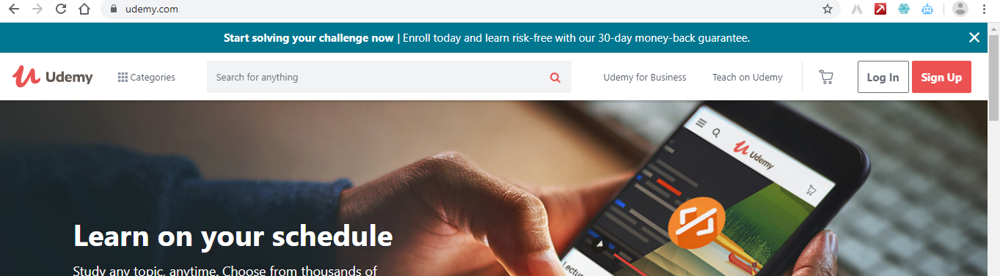 udemy.com
Start solving your challenge now | Enroll today and learn risk-free with our 30-day money-back guarantee.
Udemy
Categories
Search for anything
Udemy for Business
Teach on Udemy
Log In
Sign Up
Udemy
Learn on your schedule
Study any topic, anytime. Choose from thousands of